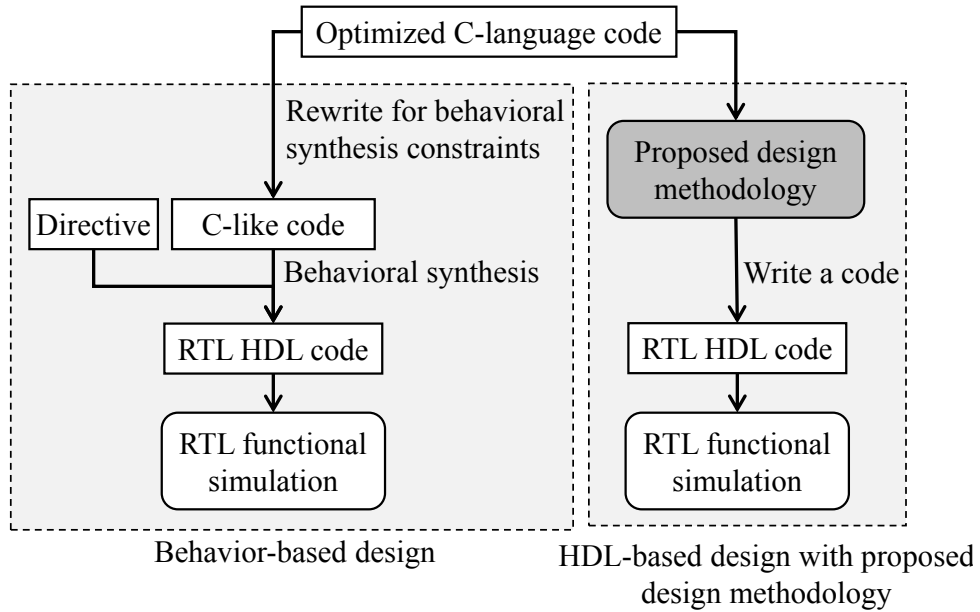 Optimized C-language code
Rewrite for behavioral
synthesis constraints
Directive
C-like code
Behavioral synthesis
RTL HDL code
RTL functional
simulation
Behavior-based design
Proposed design
methodology
Write a code
RTL HDL code
RTL functional
simulation
HDL-based design with proposed
design methodology